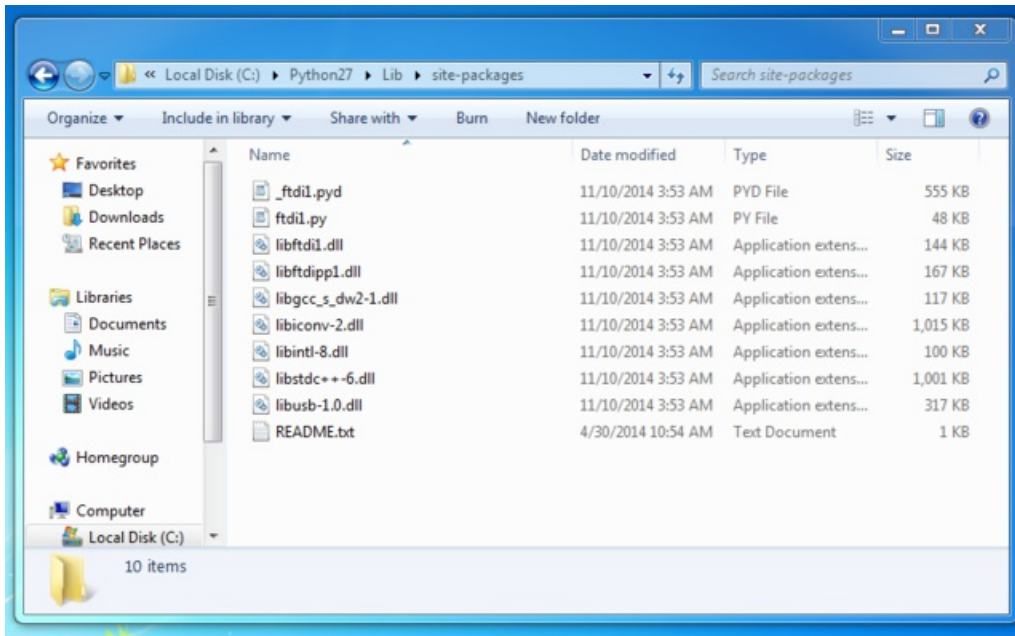 « Local Disk (C:) ▸ Python27 ▸ Lib ▸ site-packages Search site-packages
Organize Include in library Share with Burn New folder
Favorites
Desktop
Downloads
Recent Places
Libraries
Documents
Music
Pictures
Videos
Homegroup
Computer
Local Disk (C:)
Name Date modified Type Size
_ftdi1.pyd 11/10/2014 3:53 AM PYD File 555 KB
ftdi1.py 11/10/2014 3:53 AM PY File 48 KB
libftdi1.dll 11/10/2014 3:53 AM Application extens... 144 KB
libftdipp1.dll 11/10/2014 3:53 AM Application extens... 167 KB
libgcc_s_dw2-1.dll 11/10/2014 3:53 AM Application extens... 117 KB
libiconv-2.dll 11/10/2014 3:53 AM Application extens... 1,015 KB
libintl-8.dll 11/10/2014 3:53 AM Application extens... 100 KB
libstdc++-6.dll 11/10/2014 3:53 AM Application extens... 1,001 KB
libusb-1.0.dll 11/10/2014 3:53 AM Application extens... 317 KB
README.txt 4/30/2014 10:54 AM Text Document 1 KB
10 items